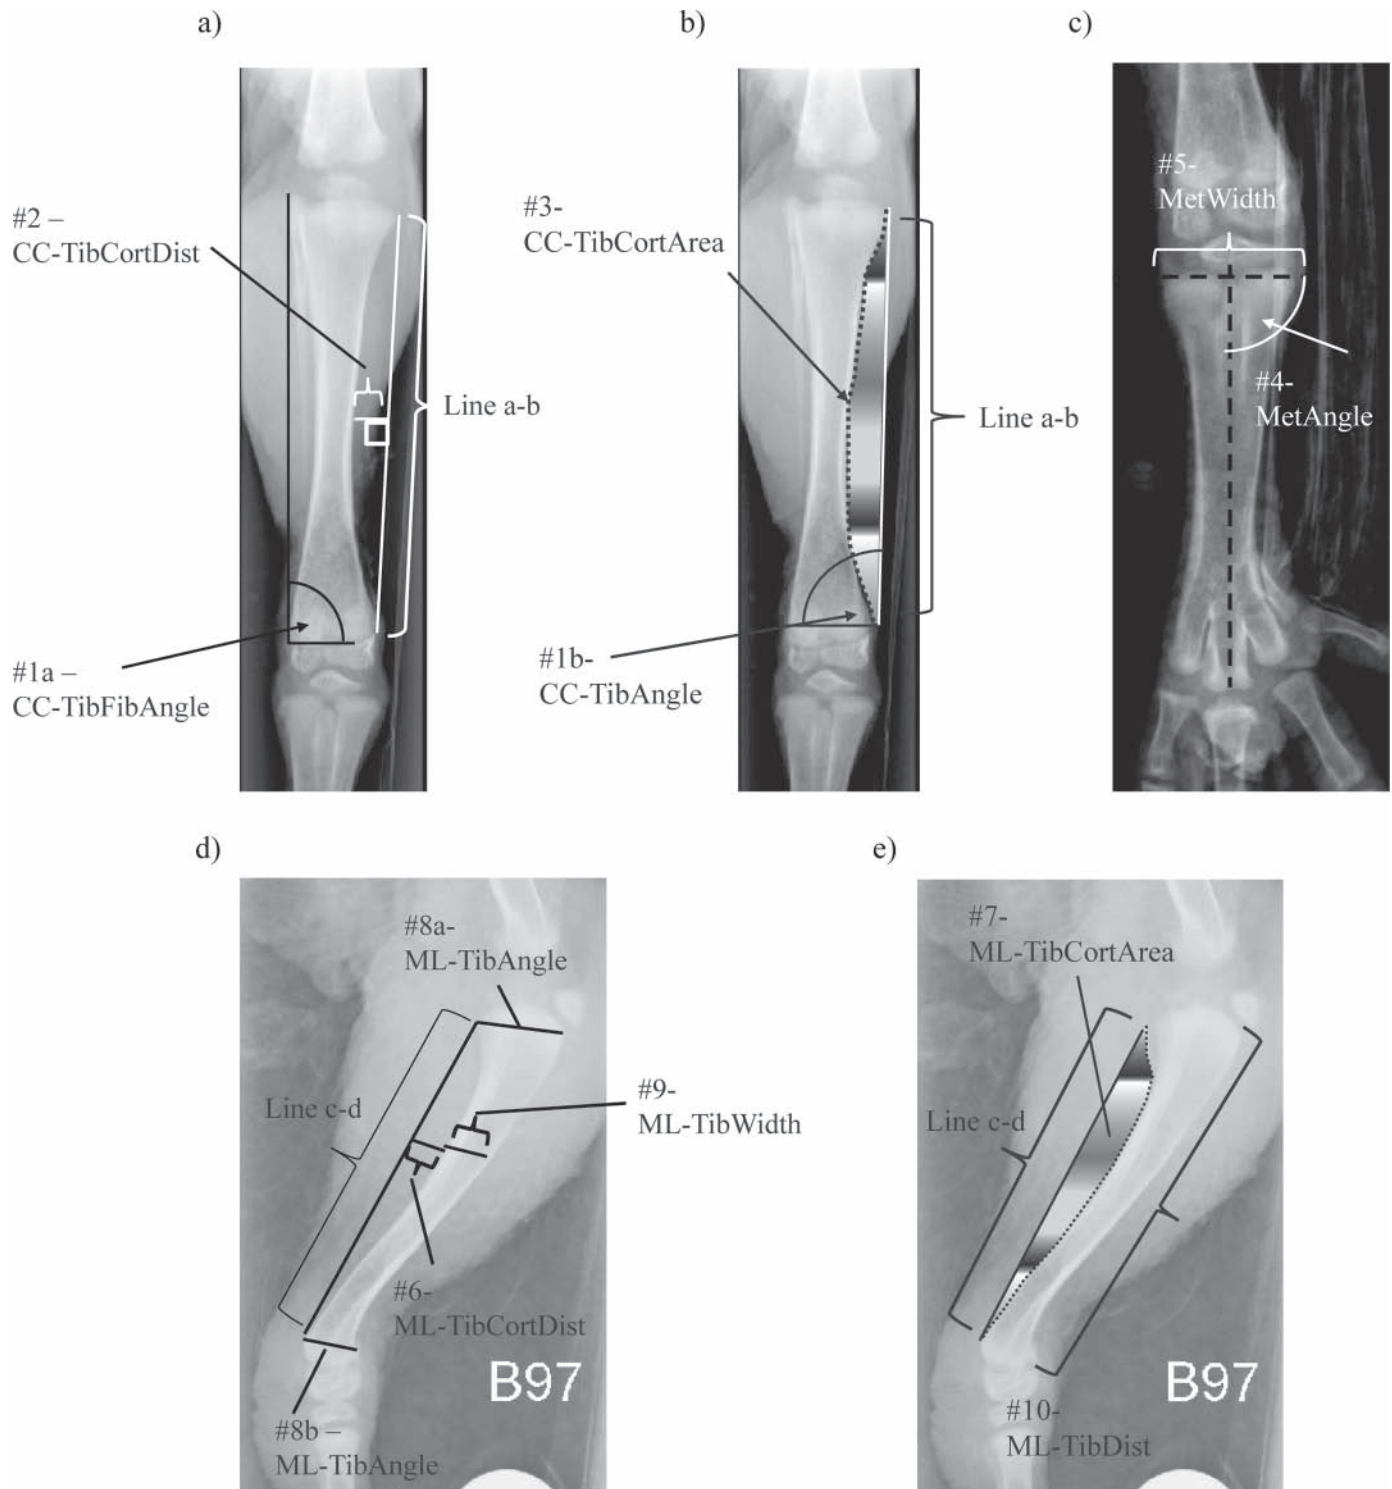 a)
b)
c)
#2 –
CC-TibCortDist
Line a-b
#1a –
CC-TibFibAngle
#3-
CC-TibCortArea
Line a-b
#1b-
CC-TibAngle
#5-
MetWidth
#4-
MetAngle
d)
e)
#8a-
ML-TibAngle
Line c-d
#9-
ML-TibWidth
#6-
ML-TibCortDist
B97
#8b –
ML-TibAngle
#7-
ML-TibCortArea
Line c-d
B97
#10-
ML-TibDist